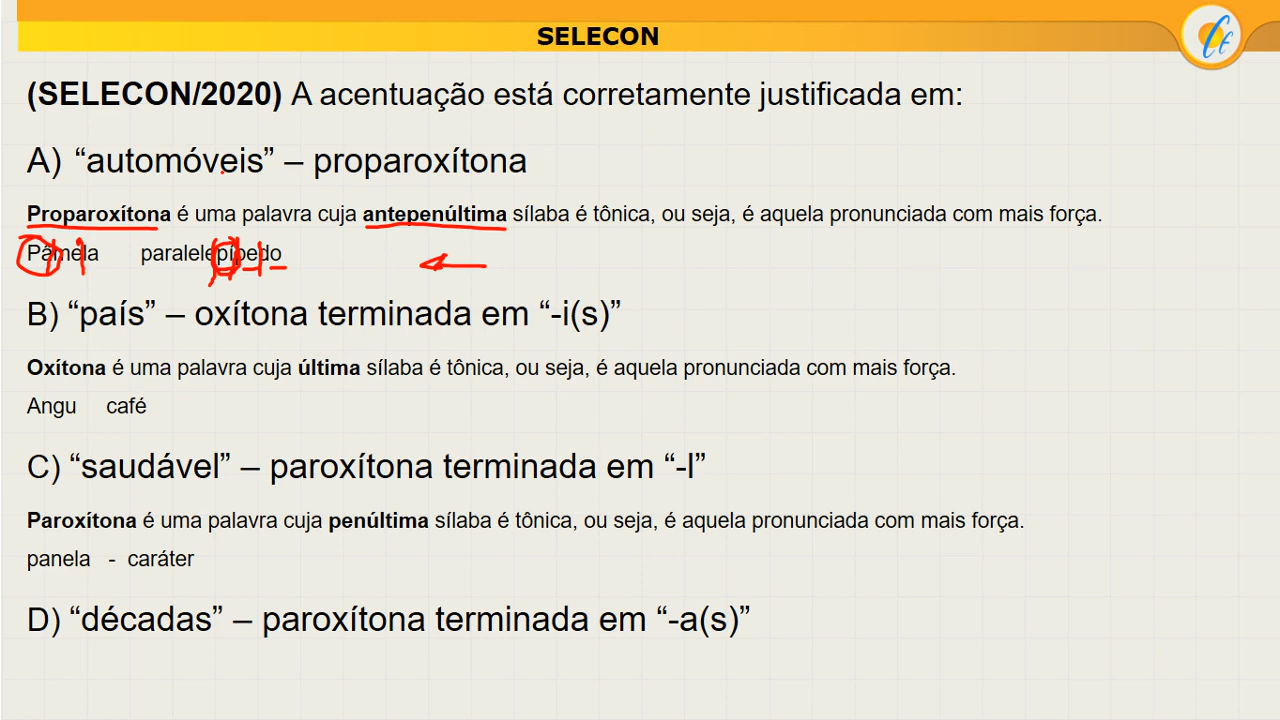 SELECON
(SELECON/2020) A acentuação está corretamente justificada em:
A) “automóveis” – proparoxítona
Proparoxítona é uma palavra cuja antepenúltima sílaba é tônica, ou seja, é aquela pronunciada com mais força.
Pâmela paralelepípedo
B) “país” – oxítona terminada em “-i(s)”
Oxítona é uma palavra cuja última sílaba é tônica, ou seja, é aquela pronunciada com mais força.
Angu café
C) “saudável” – paroxítona terminada em “-l”
Paroxítona é uma palavra cuja penúltima sílaba é tônica, ou seja, é aquela pronunciada com mais força.
panela - caráter
D) “décadas” – paroxítona terminada em “-a(s)”